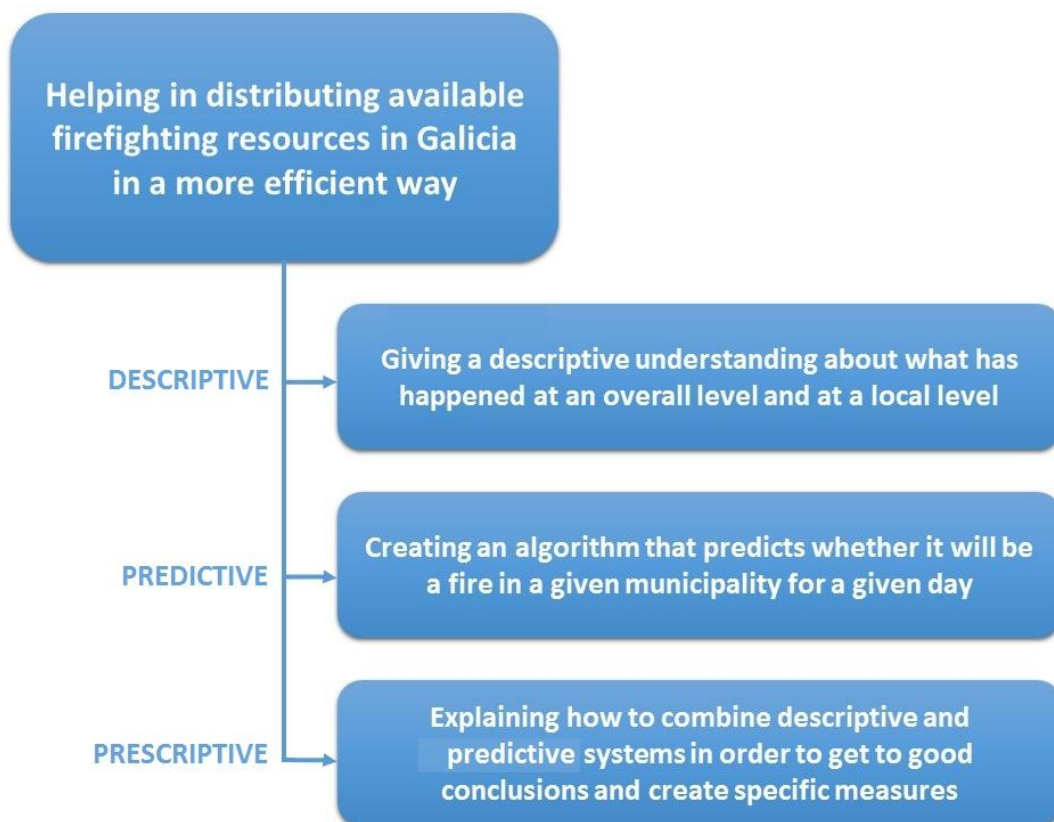 Helping in distributing available
firefighting resources in Galicia
in a more efficient way
DESCRIPTIVE
Giving a descriptive understanding about what has
happened at an overall level and at a local level
PREDICTIVE
Creating an algorithm that predicts whether it will be
a fire in a given municipality for a given day
PRESCRIPTIVE
Explaining how to combine descriptive and
predictive systems in order to get to good
conclusions and create specific measures